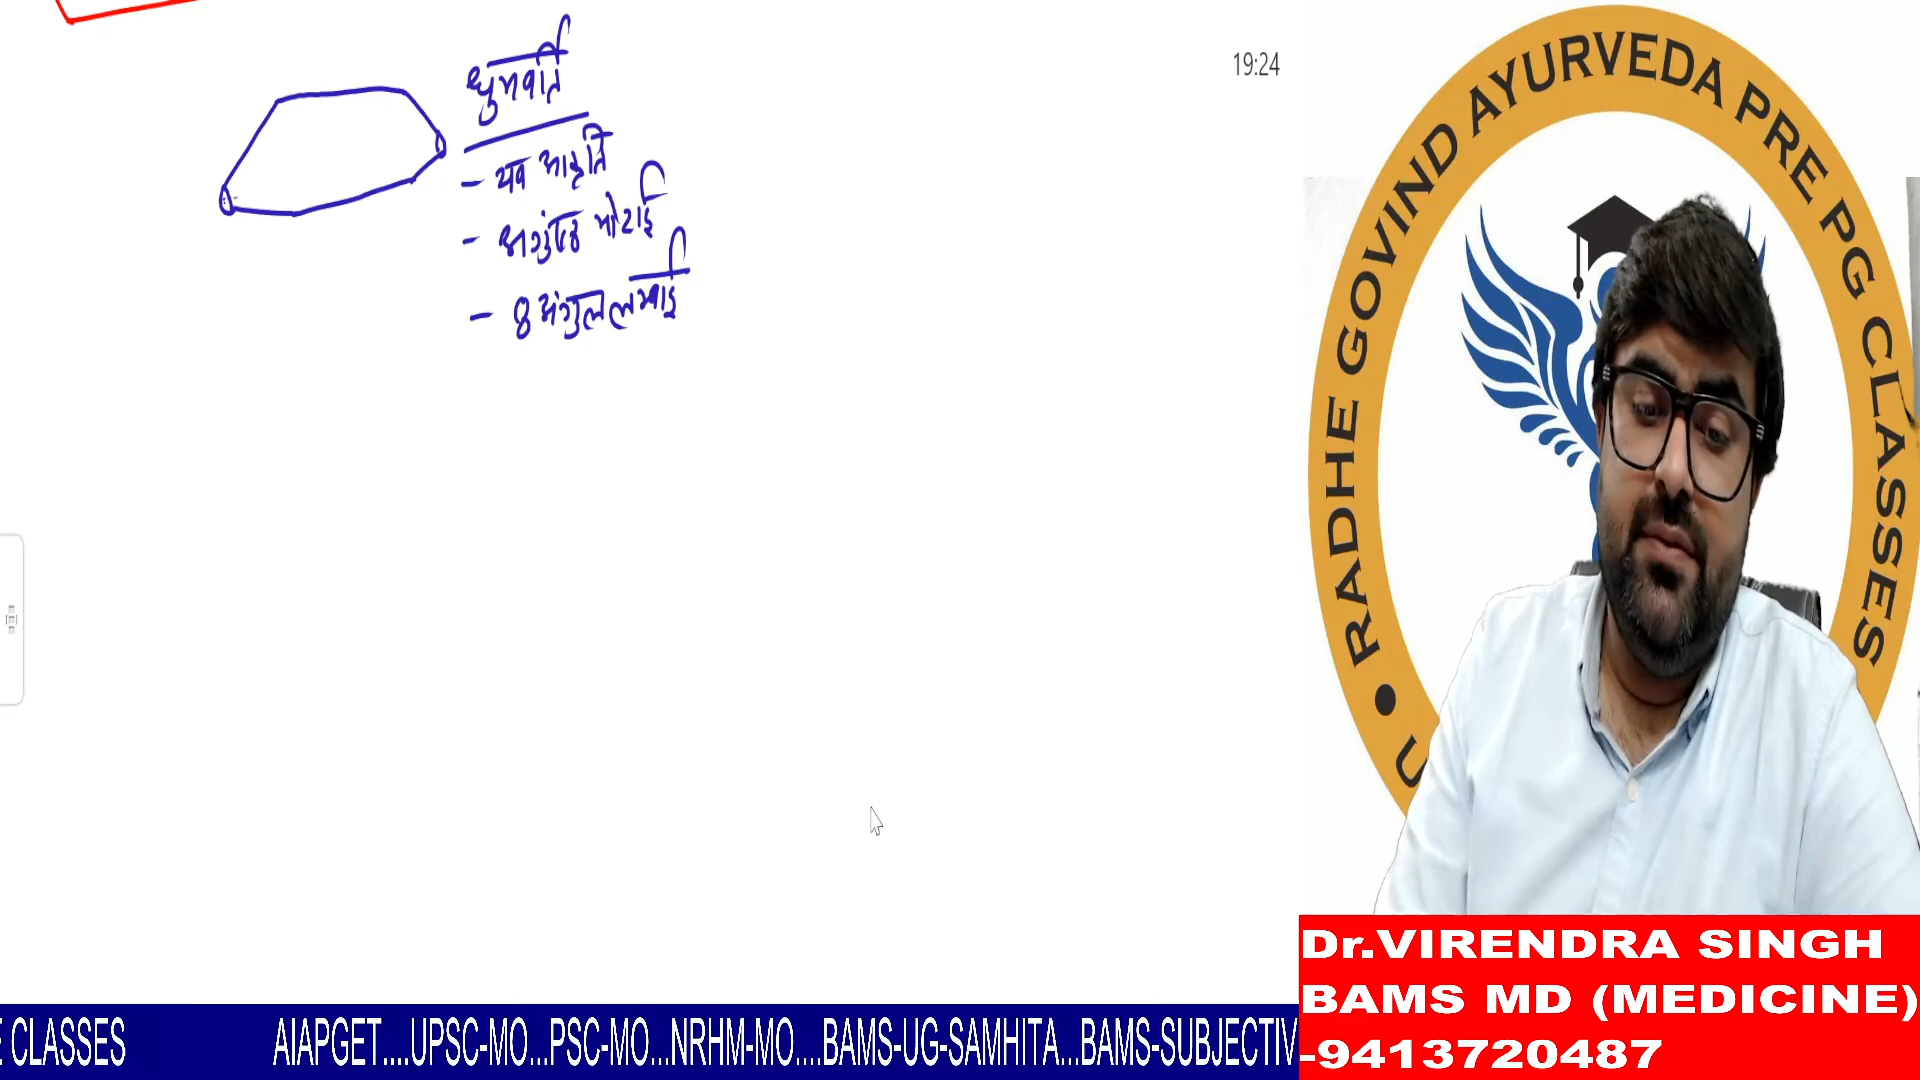 धुमवर्ति
- यव आकृति
- अगुंष्ठ मोटाई
- 8 अंगुल लम्बाई
19:24
RADHE GOVIND AYURVEDA PRE PG CLASSES
E CLASSES AIAPGET....UPSC-MO...PSC-MO...NRHM-MO....BAMS-UG-SAMHITA...BAMS-SUBJECTIV
Dr.VIRENDRA SINGH
BAMS MD (MEDICINE)
-9413720487